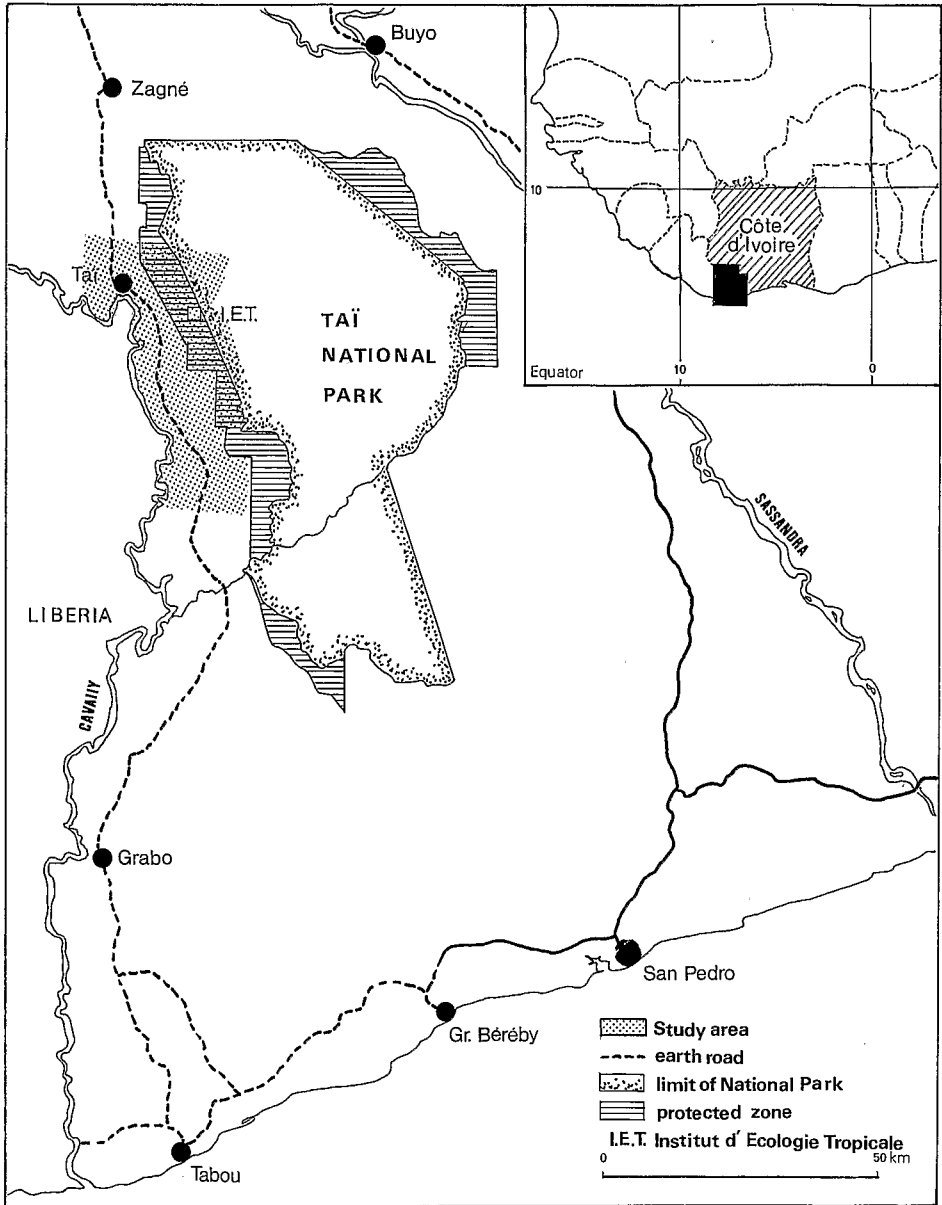 Buyo
Zagné
10
Côte
d'Ivoire
Equator
10
0
Taï
I.E.T.
TAÏ
NATIONAL
PARK
SASSANDRA
LIBERIA
CAVALLY
Grabo
San Pedro
Gr. Béréby
Tabou
Study area
earth road
limit of National Park
protected zone
I.E.T. Institut d' Ecologie Tropicale
0
50 km